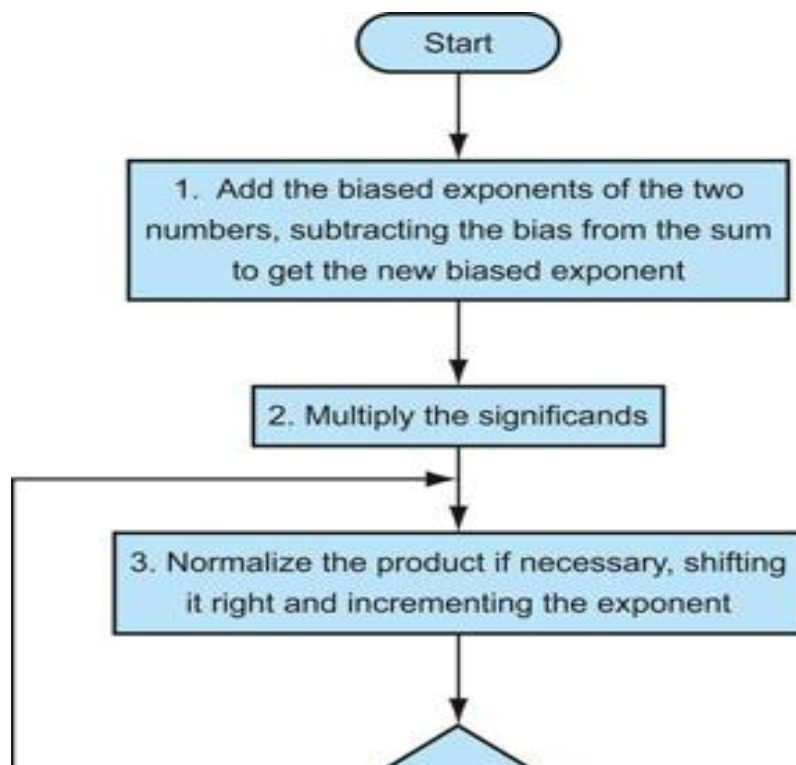 Start
1. Add the biased exponents of the two
numbers, subtracting the bias from the sum
to get the new biased exponent
2. Multiply the significands
3. Normalize the product if necessary, shifting
it right and incrementing the exponent